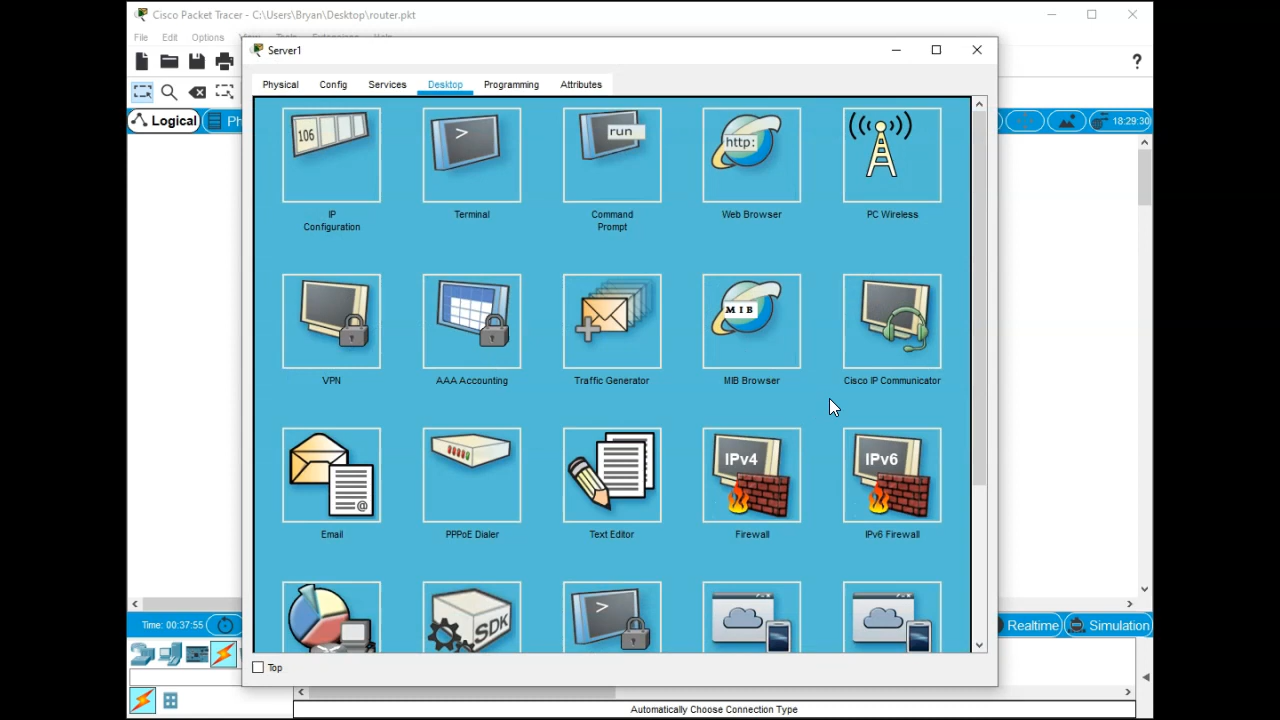 Cisco Packet Tracer - C:\Users\Bryan\Desktop\router.pkt
File Edit Options
Server1
?
Physical Config Services Desktop Programming Attributes
Logical
18:29:30
106
>
run
http:
IP
Configuration
Terminal
Command
Prompt
Web Browser
PC Wireless
MIB
VPN
AAA Accounting
Traffic Generator
MIB Browser
Cisco IP Communicator
IPv4
IPv6
@
Email
PPPoE Dialer
Text Editor
Firewall
IPv6 Firewall
SDK
>
Time: 00:37:55
Realtime
Simulation
Top
Automatically Choose Connection Type